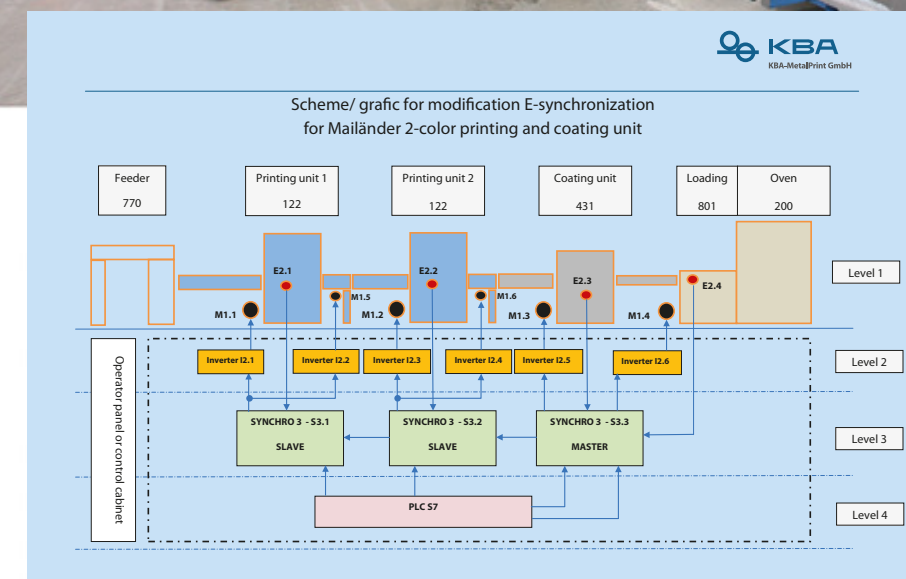 KBA
KBA-MetalPrint GmbH
Scheme/ grafic for modification E-synchronization
for Mailänder 2-color printing and coating unit
Feeder
770
Printing unit 1
122
Printing unit 2
122
Coating unit
431
Loading
801
Oven
200
Level 1
E2.1
E2.2
E2.3
E2.4
M1.5
M1.6
M1.1
M1.2
M1.3
M1.4
Operator panel or control cabinet
Inverter I2.1
Inverter I2.2
Inverter I2.3
Inverter I2.4
Inverter I2.5
Inverter I2.6
Level 2
SYNCHRO 3 - S3.1
SLAVE
SYNCHRO 3 - S3.2
SLAVE
SYNCHRO 3 - S3.3
MASTER
Level 3
PLC S7
Level 4